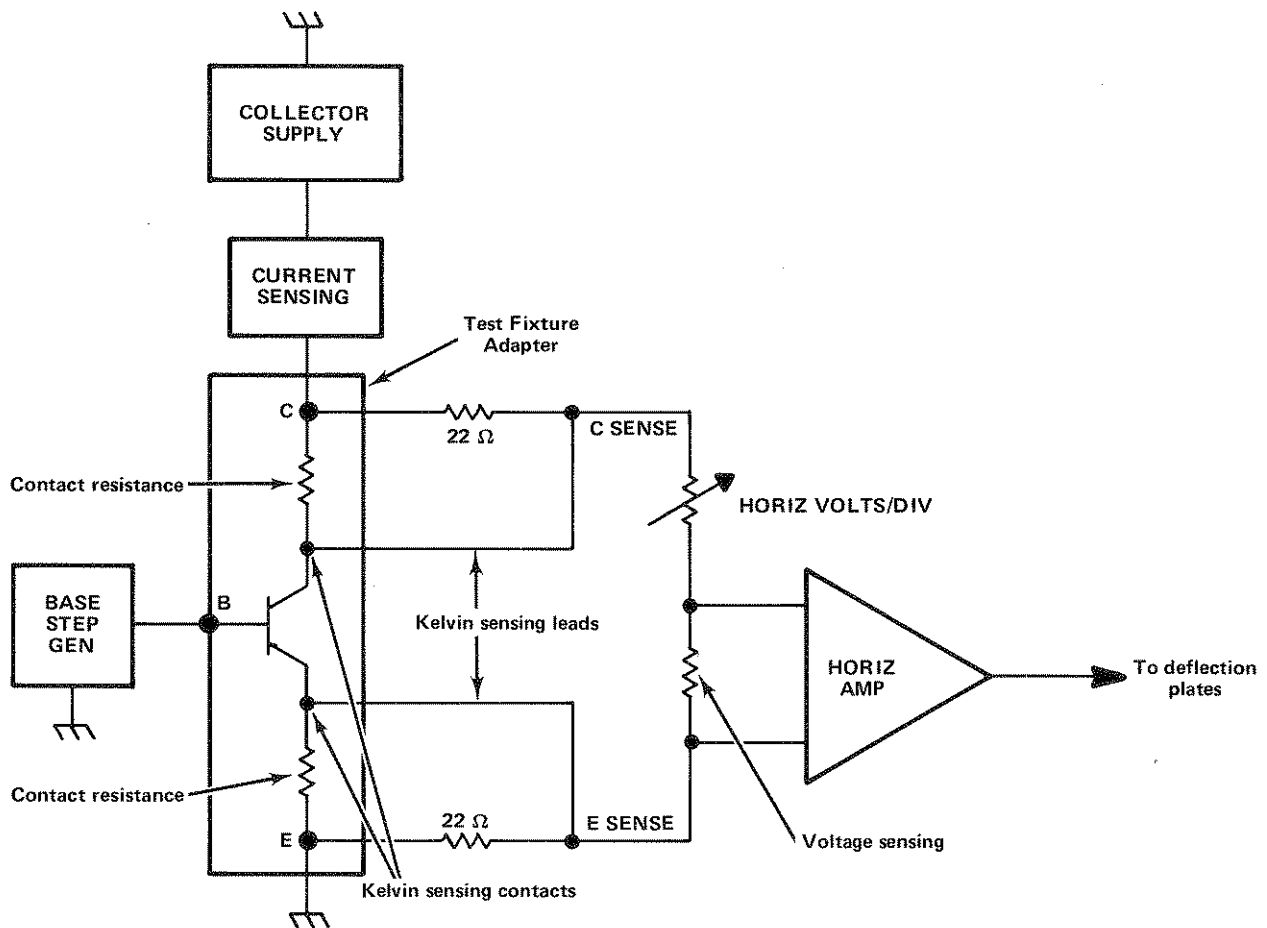 COLLECTOR
SUPPLY
CURRENT
SENSING
Test Fixture
Adapter
C
22 Ω
C SENSE
Contact resistance
HORIZ VOLTS/DIV
BASE
STEP
GEN
B
Kelvin sensing leads
HORIZ
AMP
To deflection
plates
Contact resistance
22 Ω
E SENSE
E
Voltage sensing
Kelvin sensing contacts